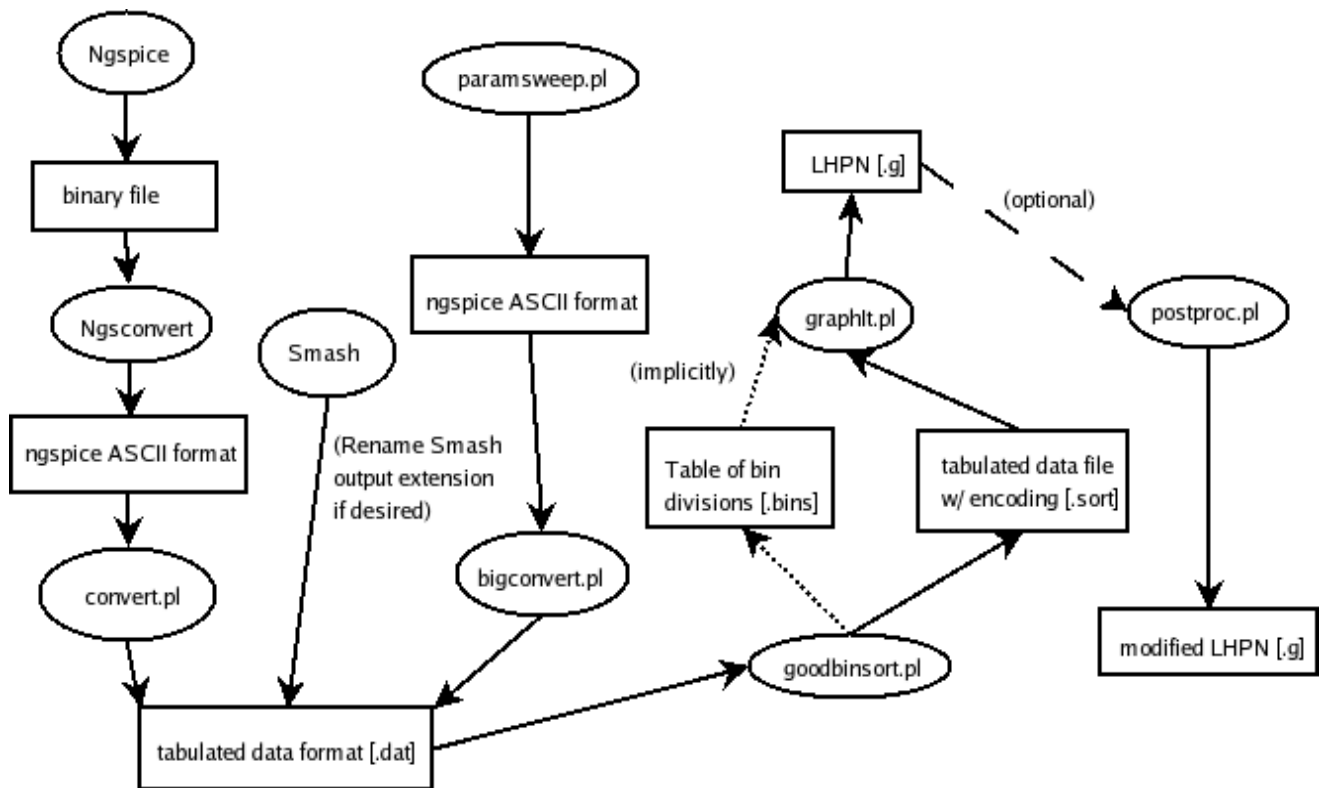 Ngspice
binary file
Ngsconvert
ngspice ASCII format
convert.pl
Smash
(Rename Smash
output extension
if desired)
paramsweep.pl
ngspice ASCII format
bigconvert.pl
tabulated data format [.dat]
goodbinsort.pl
Table of bin
divisions [.bins]
(implicitly)
tabulated data file
w/ encoding [.sort]
graphIt.pl
LHPN [.g]
(optional)
postproc.pl
modified LHPN [.g]